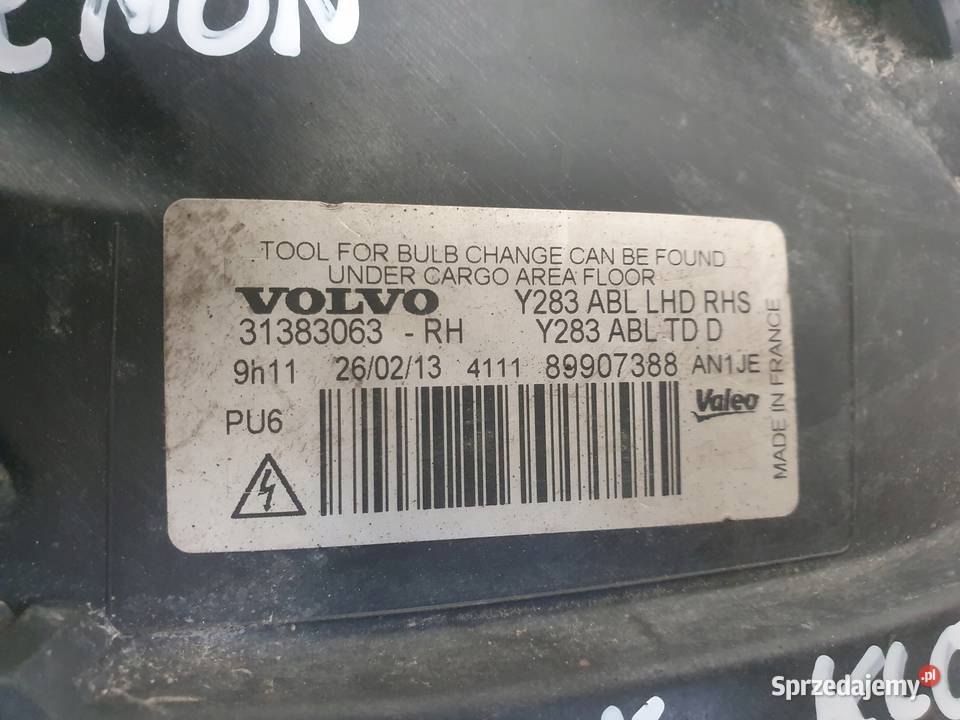 TOOL FOR BULB CHANGE CAN BE FOUND
UNDER CARGO AREA FLOOR
VOLVO Y283 ABL LHD RHS
31383063 -RH Y283 ABL TD D
9h11 26/02/13 4111 89907388 AN1JE
PU6
Valeo
MADE IN FRANCE
Sprzedajemy.pl